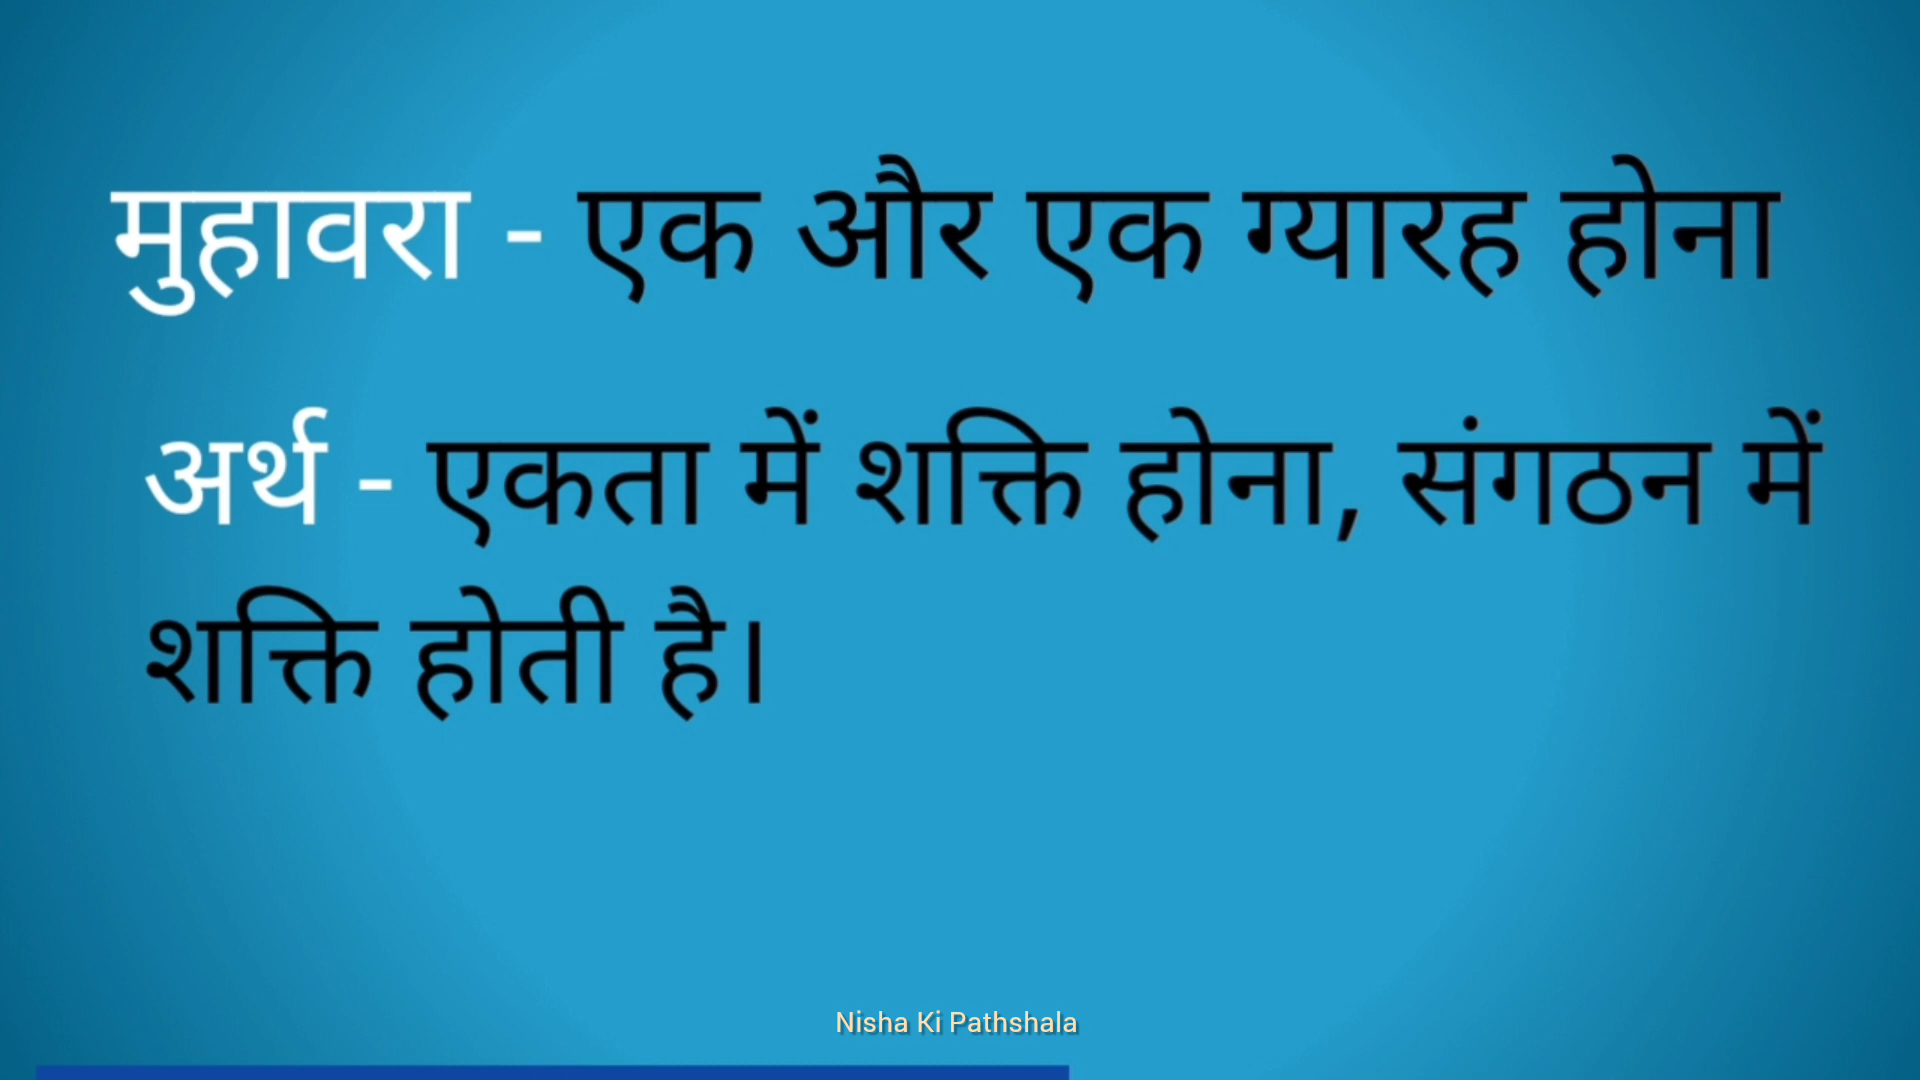 मुहावरा - एक और एक ग्यारह होना
अर्थ - एकता में शक्ति होना, संगठन में
शक्ति होती है।
Nisha Ki Pathshala